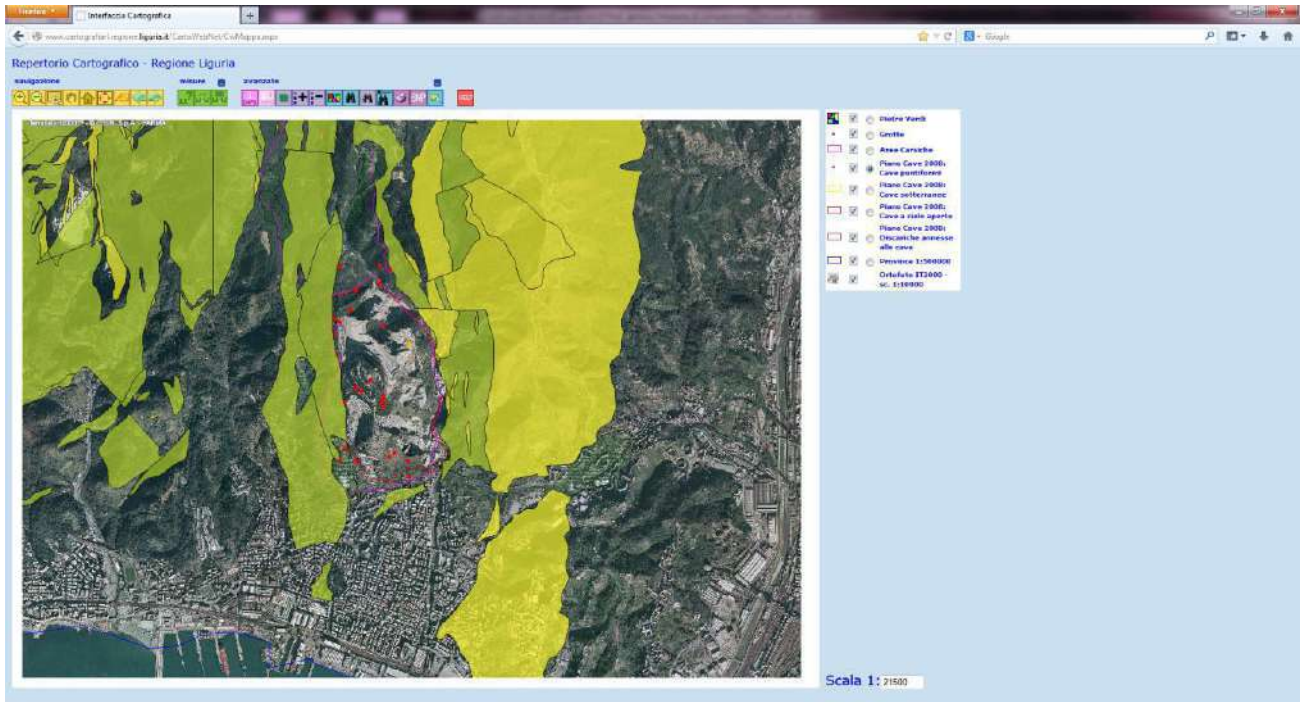 Firefox
Interfaccia Cartografica
Google
Repertorio Cartografico - Regione Liguria
navigazione
misure
avanzate
Pietre Verdi
Grotte
Aree Carsiche
Piano Cave 2008:
Cave puntiformi
Piano Cave 2008:
Cave sotterranee
Piano Cave 2008:
Cave a cielo aperto
Piano Cave 2008:
Discariche annesse
alle cave
Province 1:500000
Ortofoto IT2000 -
sc. 1:10000
Scala 1: 21500